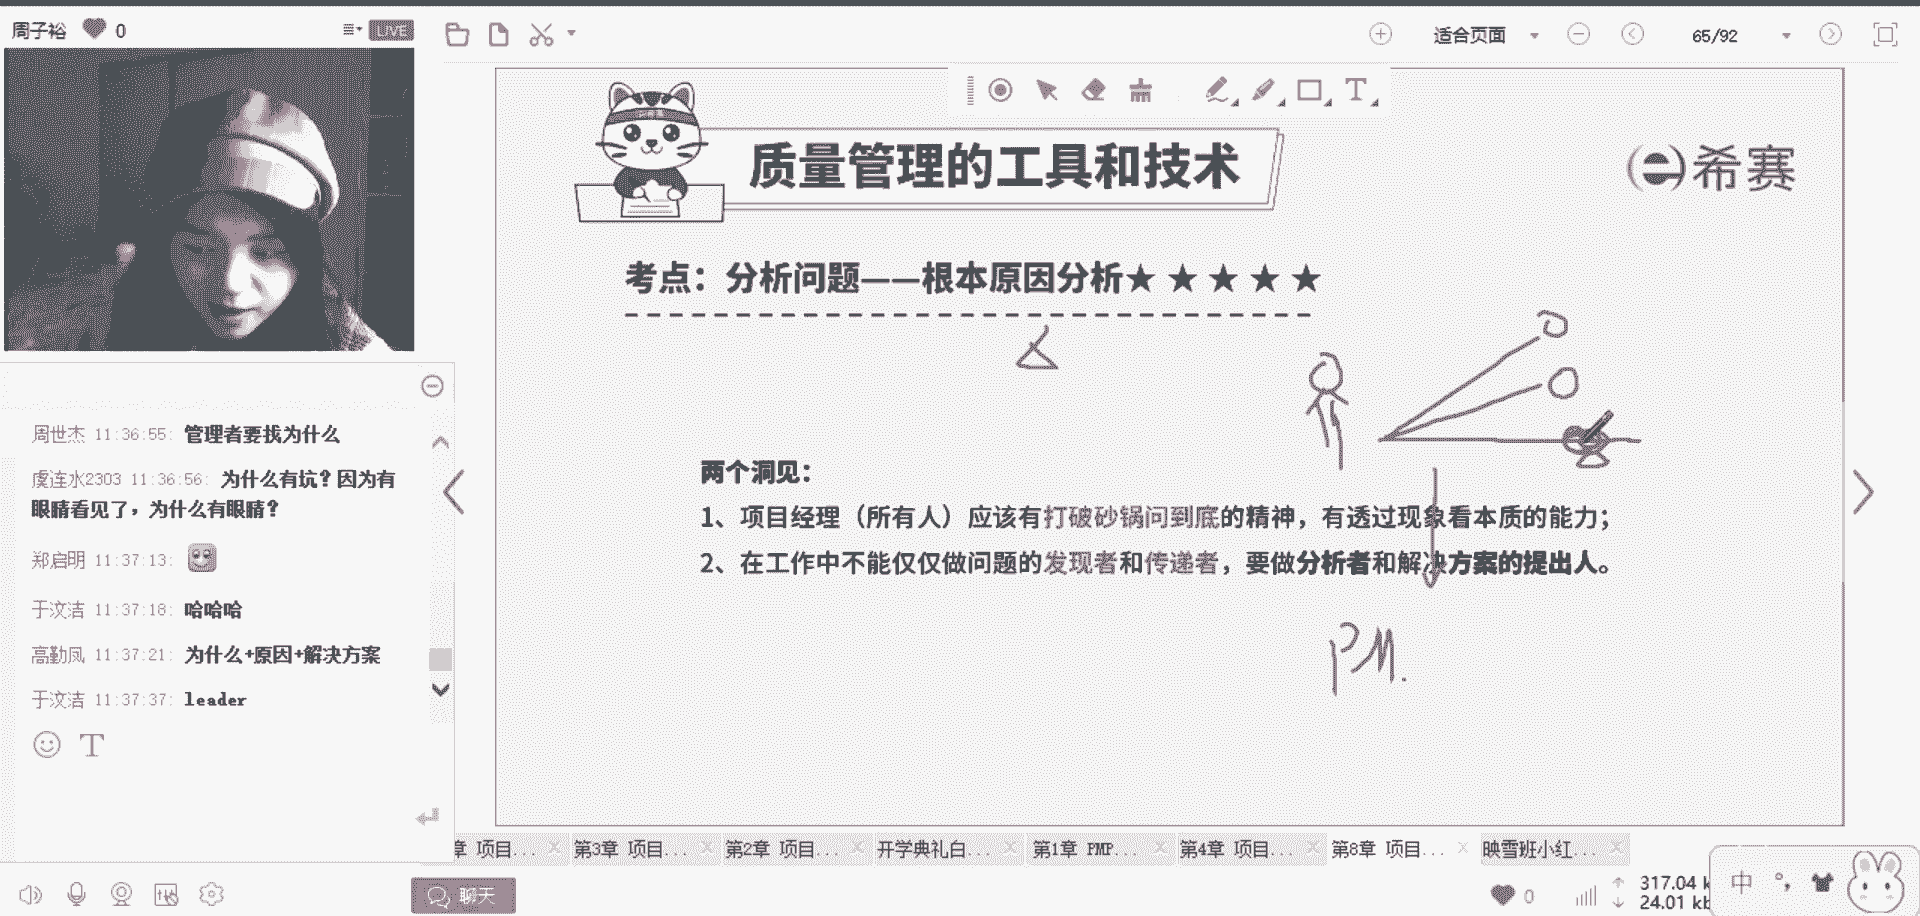 周子裕 0
LIVE
适合页面
65/92
质量管理的工具和技术
希赛
考点：分析问题——根本原因分析★★★★★
两个洞见：
1、项目经理（所有人）应该有打破砂锅问到底的精神，有透过现象看本质的能力；
2、在工作中不能仅仅做问题的发现者和传递者，要做分析者和解决方案的提出人。
PM.
周世杰 11:36:55: 管理者要找为什么
虞连水2303 11:36:56: 为什么有坑？因为有
眼睛看见了，为什么有眼睛？
郑启明 11:37:13:
于汶洁 11:37:18: 哈哈哈
高勤凤 11:37:21: 为什么+原因+解决方案
于汶洁 11:37:37: leader
T
章 项目... 第3章 项目... 第2章 项目... 开学典礼白... 第1章 PMP... 第4章 项目... 第8章 项目... 映雪班小红...
聊天
0
317.04 k
24.01 kb
中